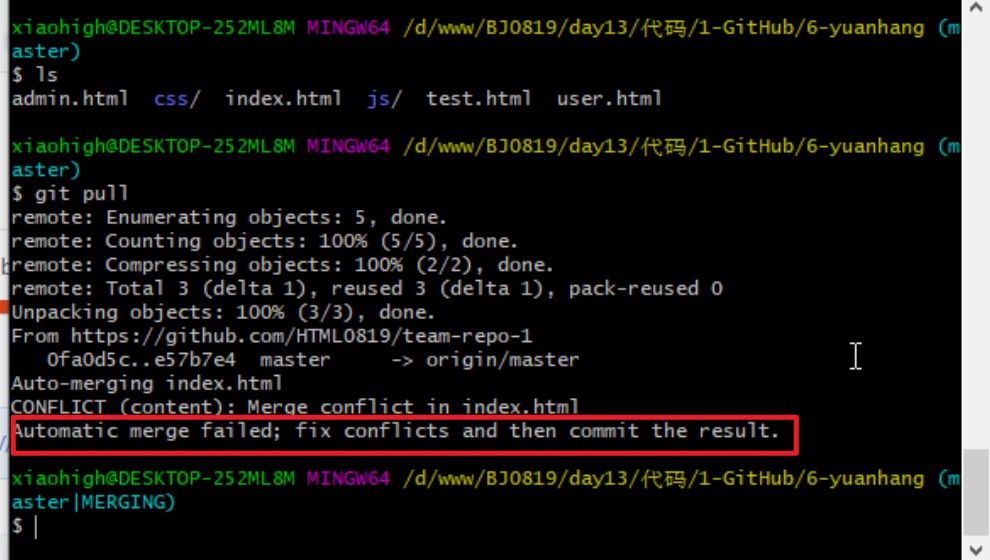 xiaohigh@DESKTOP-252ML8M MINGW64 /d/www/BJ0819/day13/代码/1-GitHub/6-yuanhang (m
aster)
$ ls
admin.html  css/  index.html  js/  test.html  user.html
xiaohigh@DESKTOP-252ML8M MINGW64 /d/www/BJ0819/day13/代码/1-GitHub/6-yuanhang (m
aster)
$ git pull
remote: Enumerating objects: 5, done.
remote: Counting objects: 100% (5/5), done.
remote: Compressing objects: 100% (2/2), done.
remote: Total 3 (delta 1), reused 3 (delta 1), pack-reused 0
Unpacking objects: 100% (3/3), done.
From https://github.com/HTML0819/team-repo-1
   0fa0d5c..e57b7e4  master     -> origin/master
Auto-merging index.html
CONFLICT (content): Merge conflict in index.html
Automatic merge failed; fix conflicts and then commit the result.
xiaohigh@DESKTOP-252ML8M MINGW64 /d/www/BJ0819/day13/代码/1-GitHub/6-yuanhang (m
aster|MERGING)
$